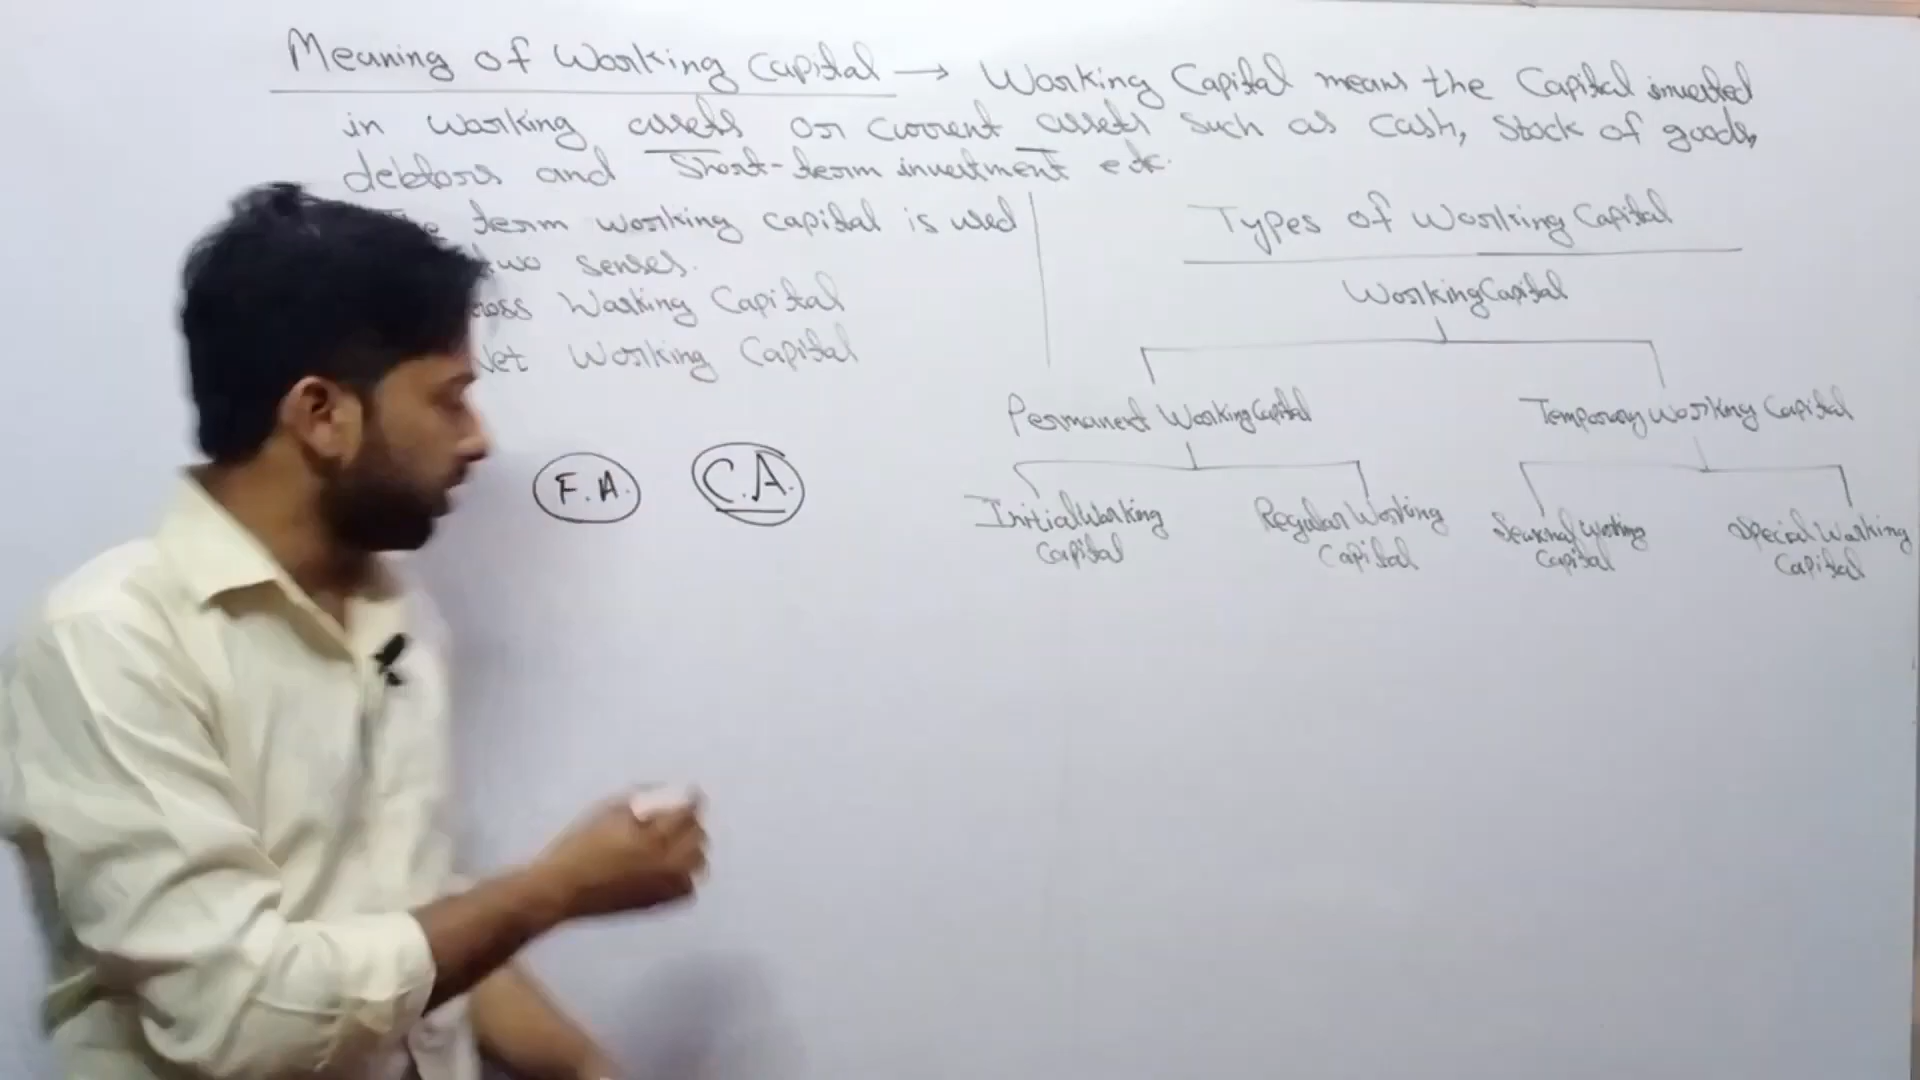 Meaning of Working Capital → Working Capital means the Capital invested
in working assets or current assets such as Cash, Stock of goods,
debtors and Short-term investment etc.
term working capital is used
two senses.
Working Capital
Net Working Capital
F.A. C.A.
Types of Working Capital
Working Capital
Permanent Working Capital Temporary Working Capital
Initial Working Capital
Regular Working Capital
Seasonal Working Capital
Special Working Capital